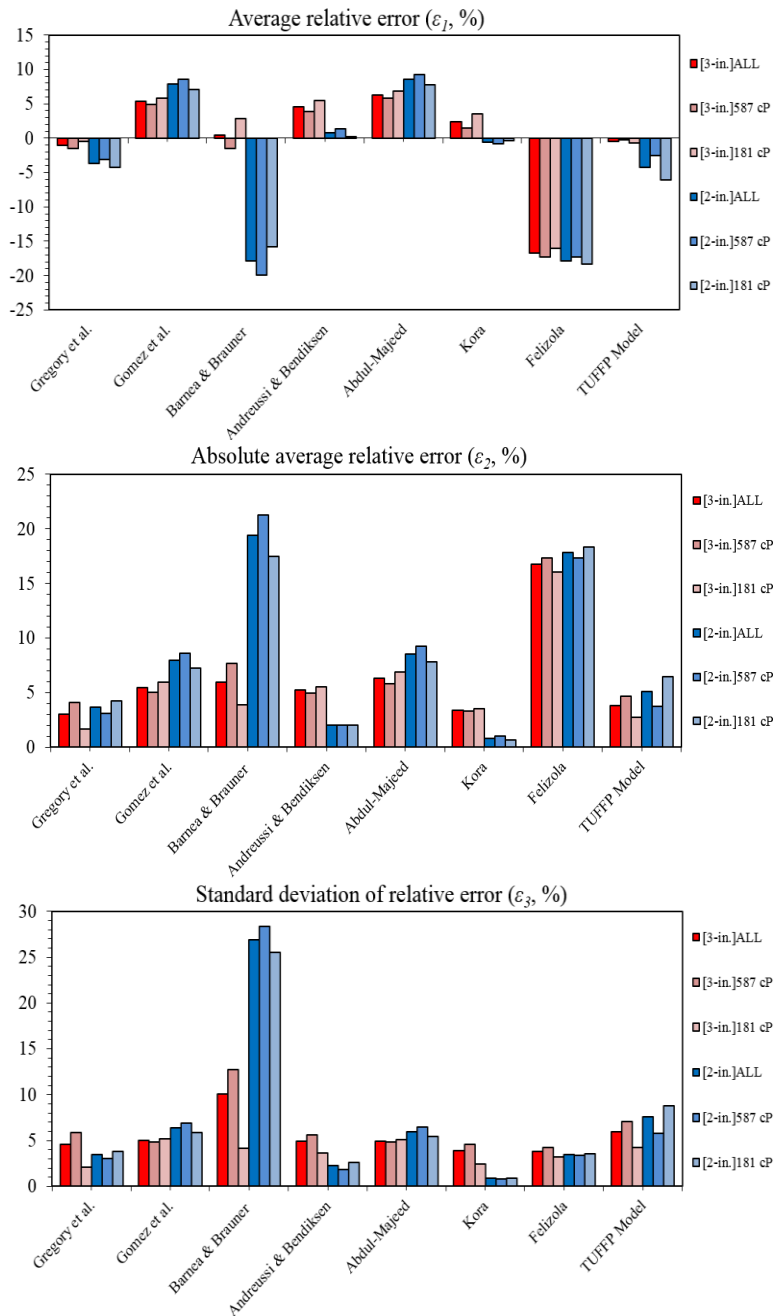 Average relative error (ε1, %)
15
10
5
0
-5
-10
-15
-20
-25
Gregory et al.
Gomez et al.
Barnea & Brauner
Andreussi & Bendiksen
Abdul-Majeed
Kora
Felizola
TUFFP Model
[3-in.]ALL
[3-in.]587 cP
[3-in.]181 cP
[2-in.]ALL
[2-in.]587 cP
[2-in.]181 cP
Absolute average relative error (ε2, %)
25
20
15
10
5
0
Gregory et al.
Gomez et al.
Barnea & Brauner
Andreussi & Bendiksen
Abdul-Majeed
Kora
Felizola
TUFFP Model
[3-in.]ALL
[3-in.]587 cP
[3-in.]181 cP
[2-in.]ALL
[2-in.]587 cP
[2-in.]181 cP
Standard deviation of relative error (ε3, %)
30
25
20
15
10
5
0
Gregory et al.
Gomez et al.
Barnea & Brauner
Andreussi & Bendiksen
Abdul-Majeed
Kora
Felizola
TUFFP Model
[3-in.]ALL
[3-in.]587 cP
[3-in.]181 cP
[2-in.]ALL
[2-in.]587 cP
[2-in.]181 cP